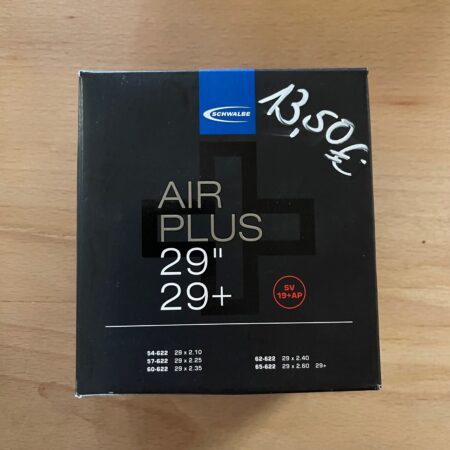 SCHWALBE
13,50
AIR
PLUS
29"
29+
SV
19+AP
54-622 29 x 2.10
57-622 29 x 2.25
60-622 29 x 2.35
62-622 29 x 2.40
65-622 29 x 2.60 29+